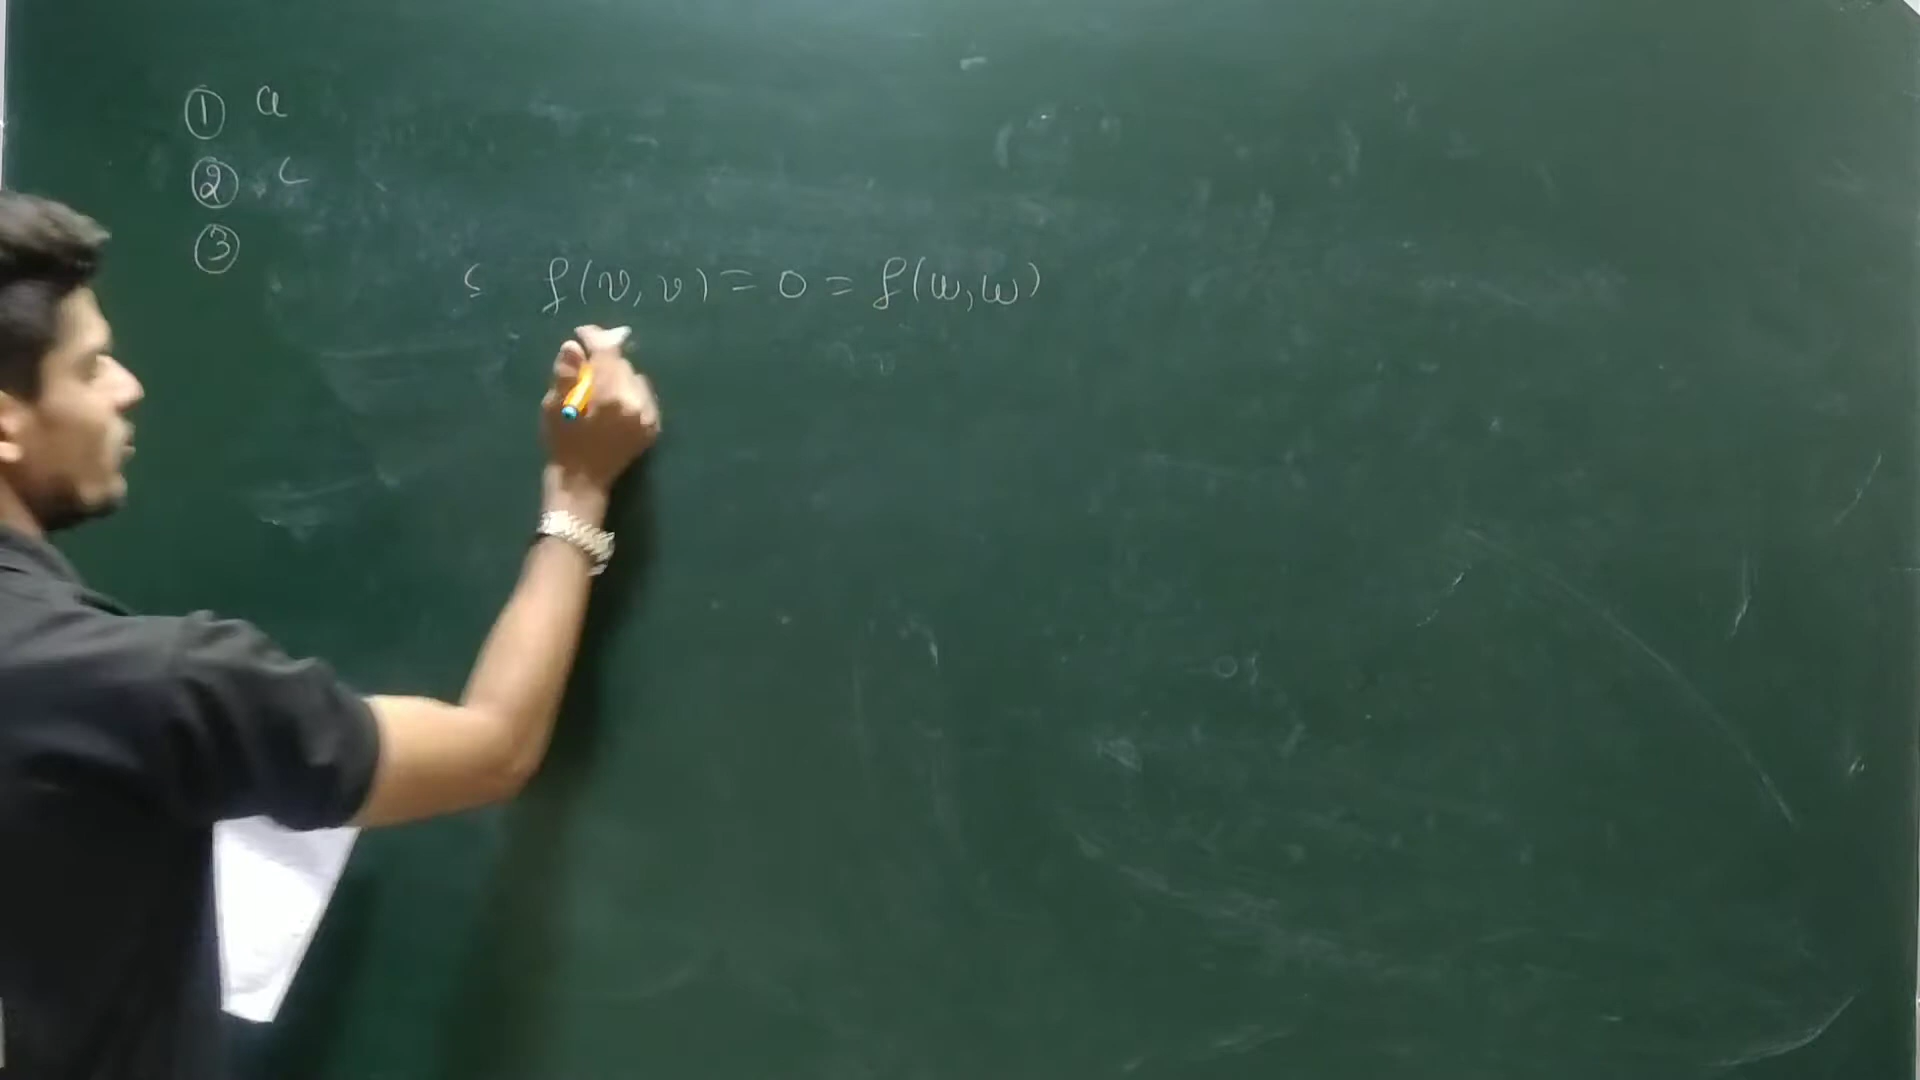 ① a
② c
③
f(v,v) = 0 = f(w,w)